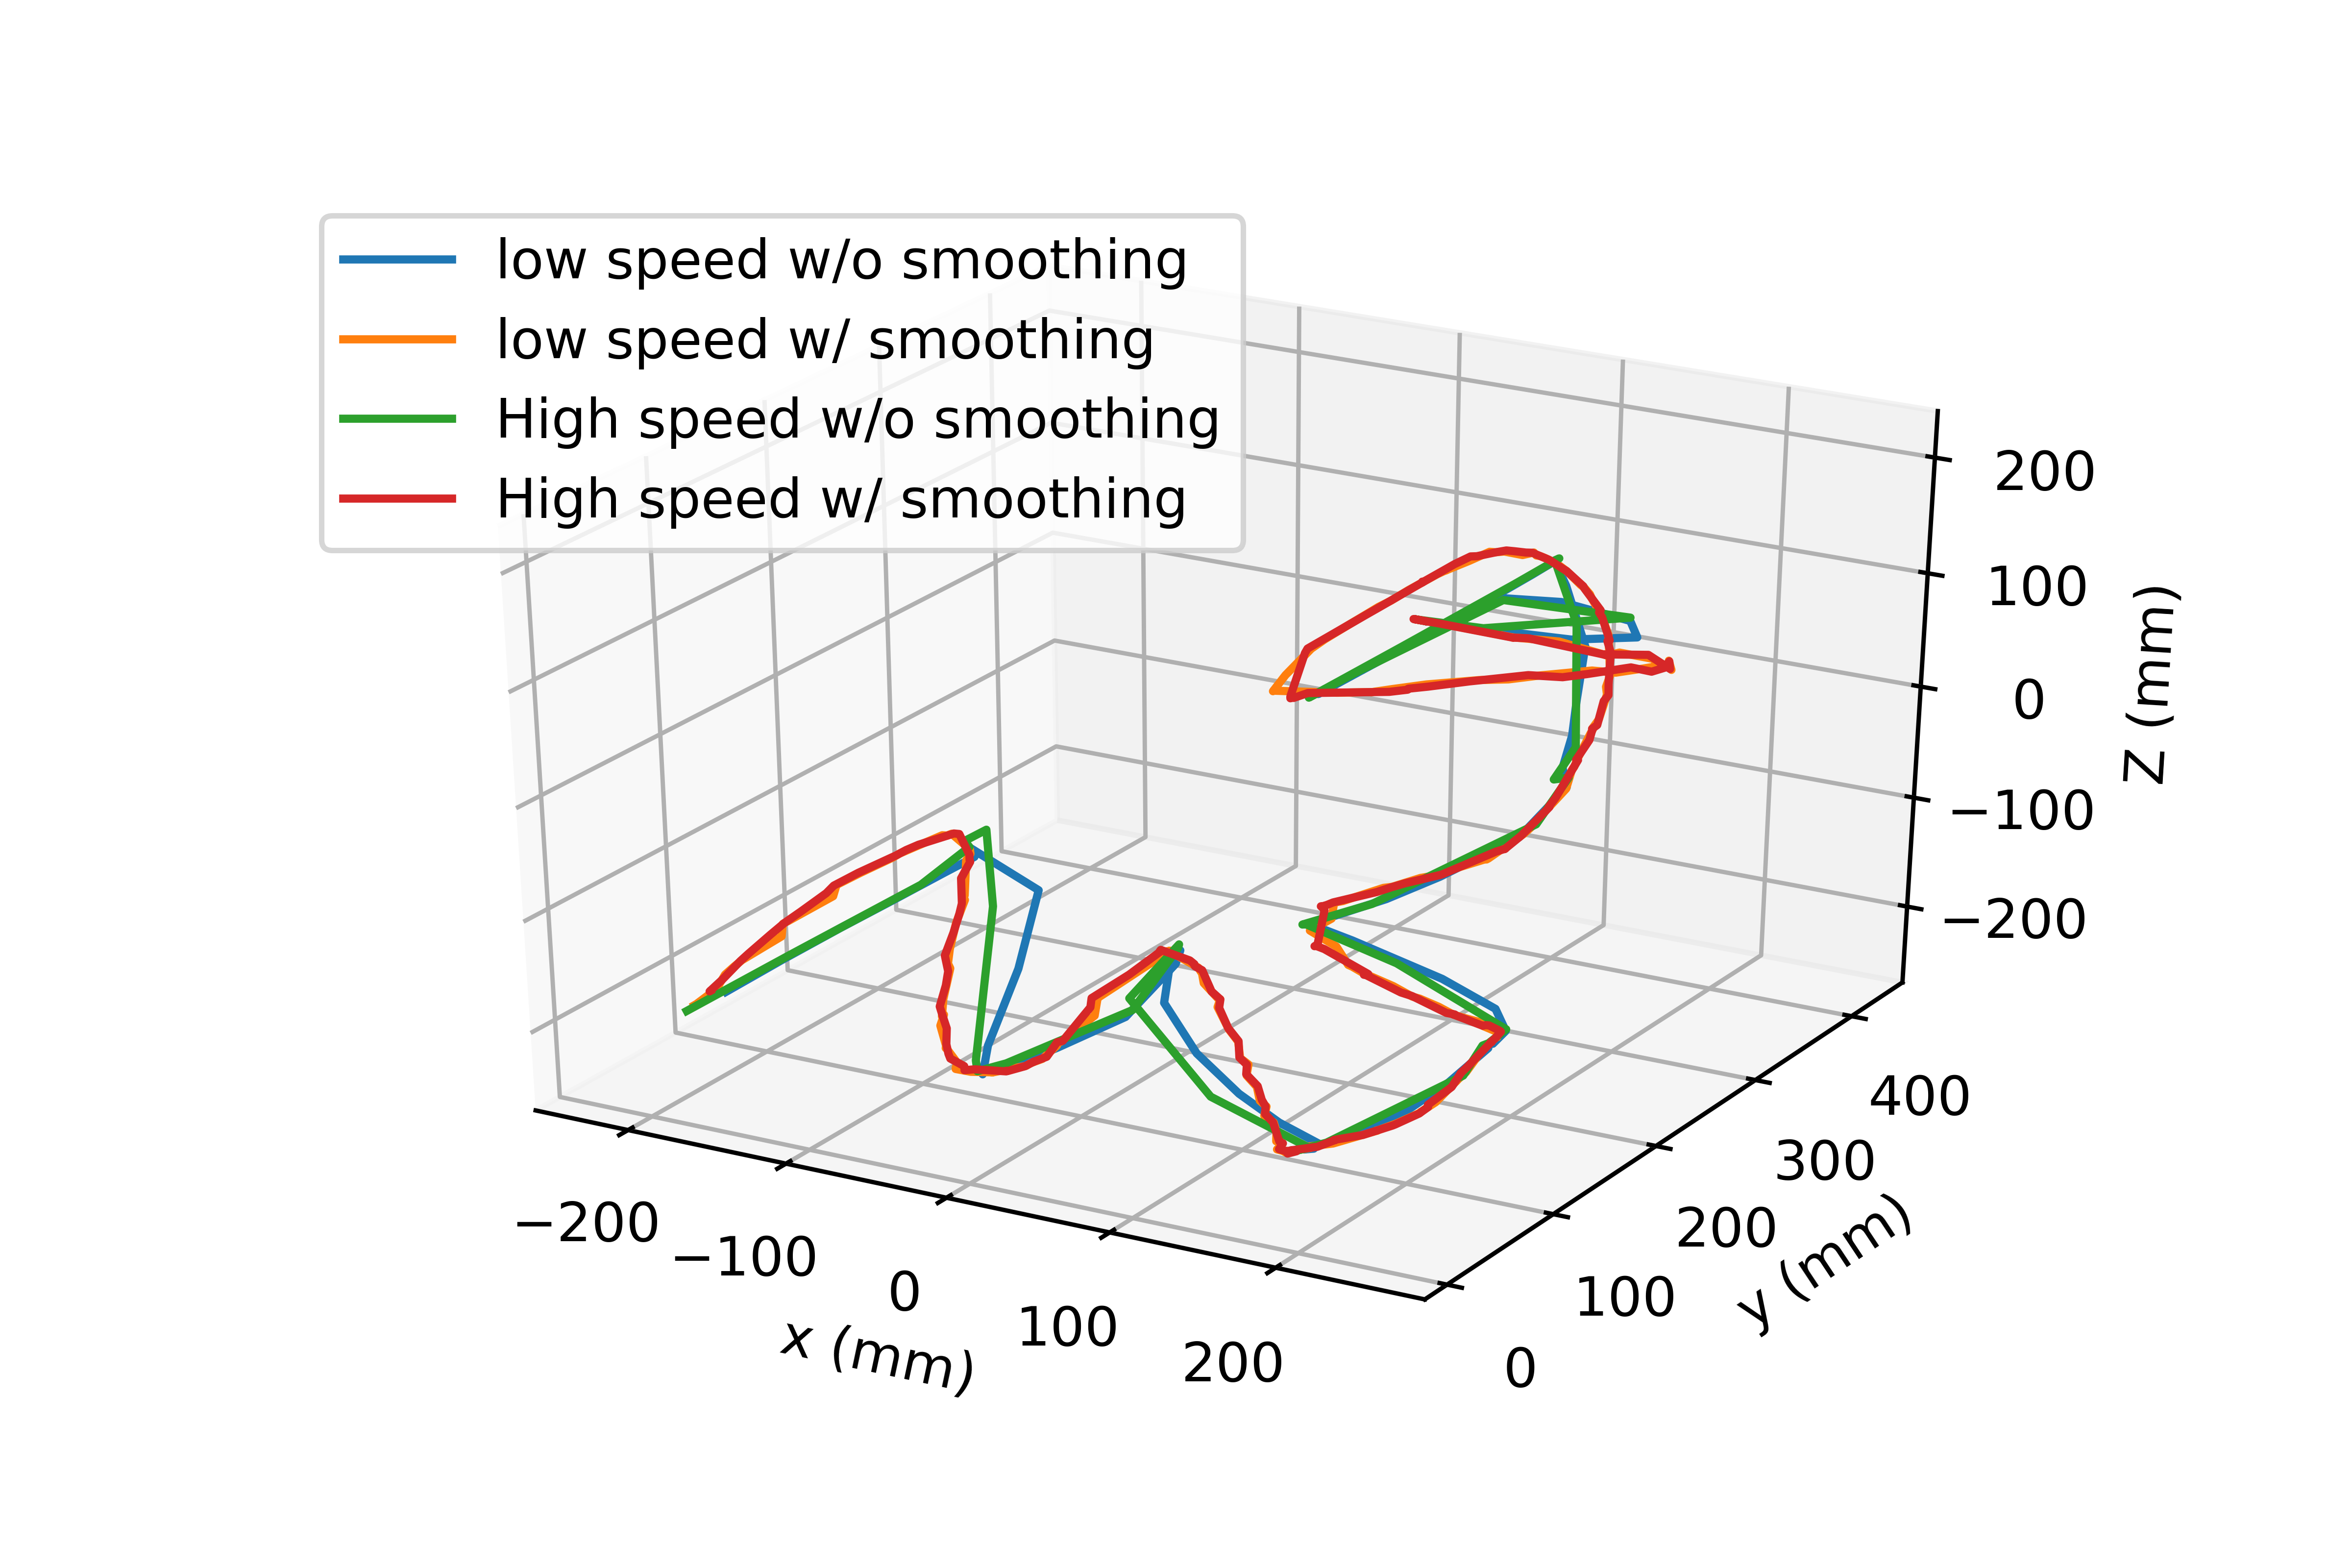 low speed w/o smoothing
low speed w/ smoothing
High speed w/o smoothing
High speed w/ smoothing
200
100
0
−100
−200
Z (mm)
400
300
200
100
0
y (mm)
−200
−100
0
100
200
x (mm)